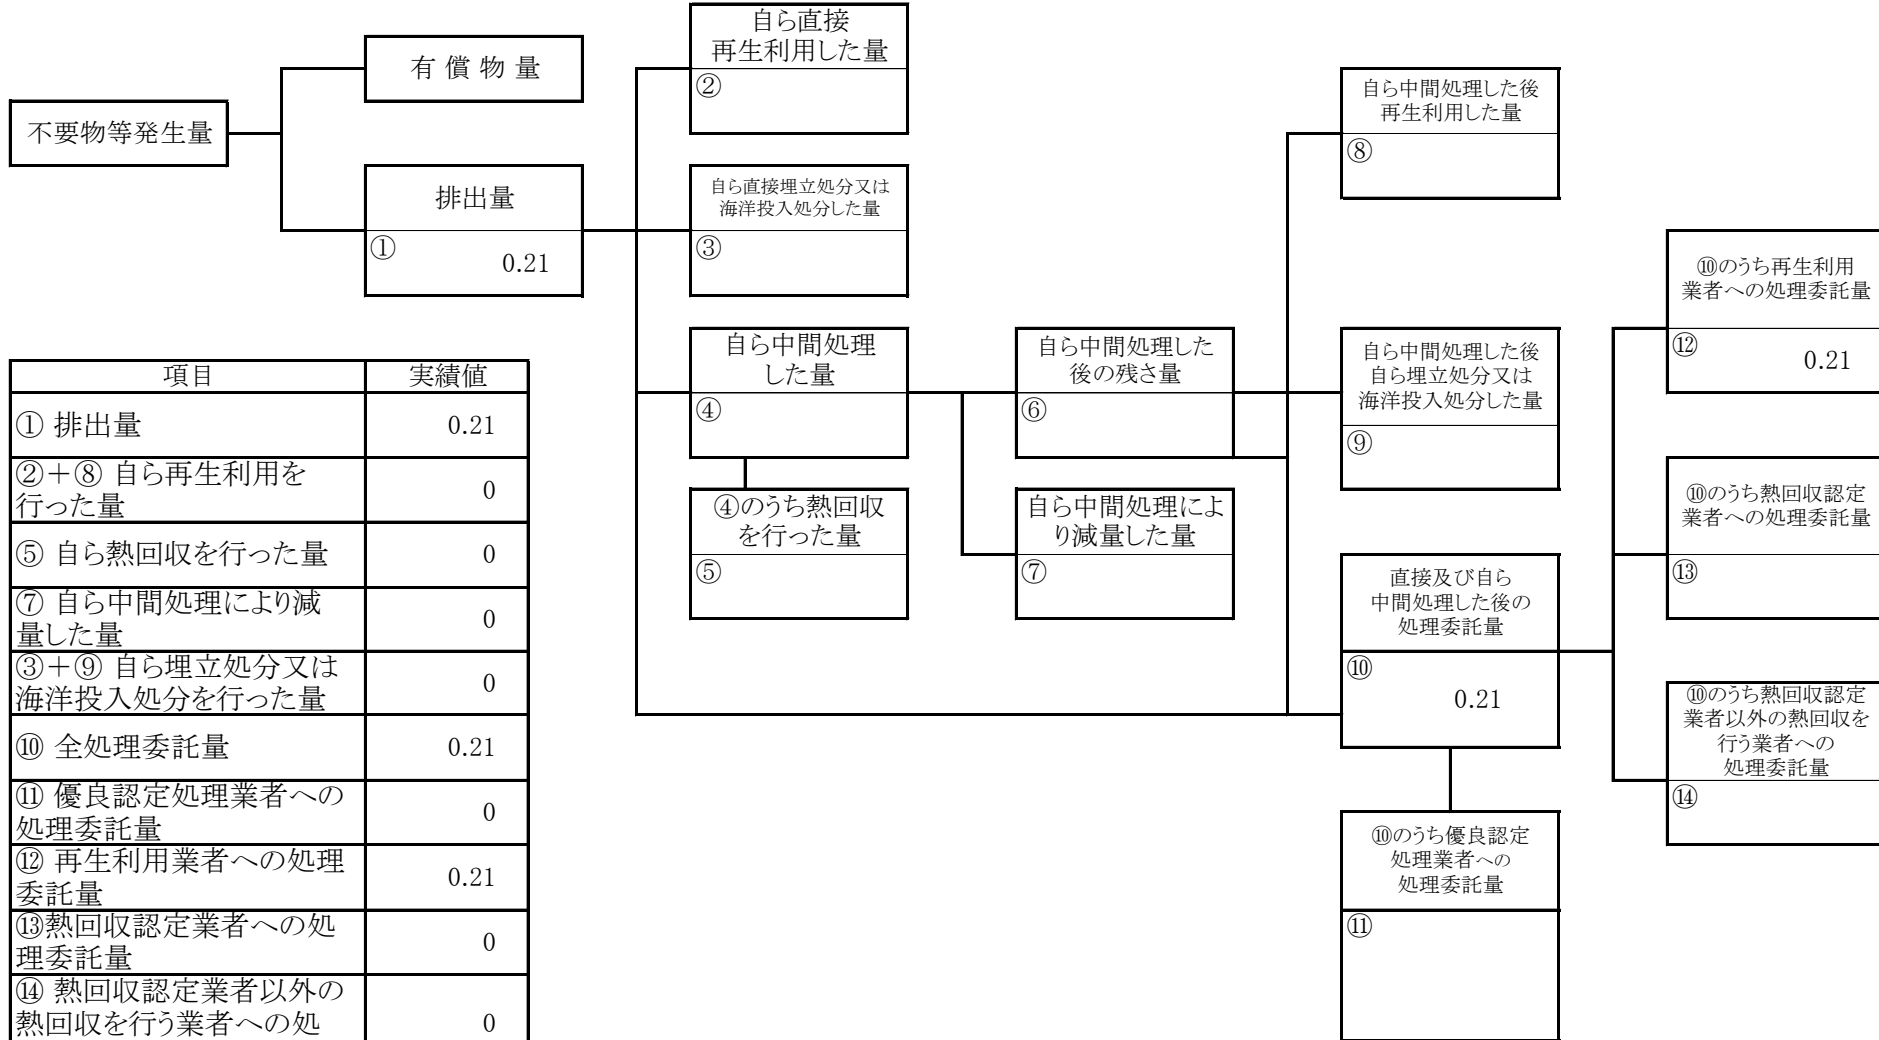 不要物等発生量
有償物量
排出量
①
0.21
自ら直接
再生利用した量
②
自ら直接埋立処分又は
海洋投入処分した量
③
自ら中間処理
した量
④
④のうち熱回収
を行った量
⑤
自ら中間処理した
後の残さ量
⑥
自ら中間処理によ
り減量した量
⑦
自ら中間処理した後
再生利用した量
⑧
自ら中間処理した後
自ら埋立処分又は
海洋投入処分した量
⑨
直接及び自ら
中間処理した後の
処理委託量
⑩
0.21
⑩のうち優良認定
処理業者への
処理委託量
⑪
⑩のうち再生利用
業者への処理委託量
⑫
0.21
⑩のうち熱回収認定
業者への処理委託量
⑬
⑩のうち熱回収認定
業者以外の熱回収を
行う業者への
処理委託量
⑭
項目 実績値
① 排出量 0.21
②＋⑧ 自ら再生利用を
行った量 0
⑤ 自ら熱回収を行った量 0
⑦ 自ら中間処理により減
量した量 0
③＋⑨ 自ら埋立処分又は
海洋投入処分を行った量 0
⑩ 全処理委託量 0.21
⑪ 優良認定処理業者への
処理委託量 0
⑫ 再生利用業者への処理
委託量 0.21
⑬熱回収認定業者への処
理委託量 0
⑭ 熱回収認定業者以外の
熱回収を行う業者への処 0